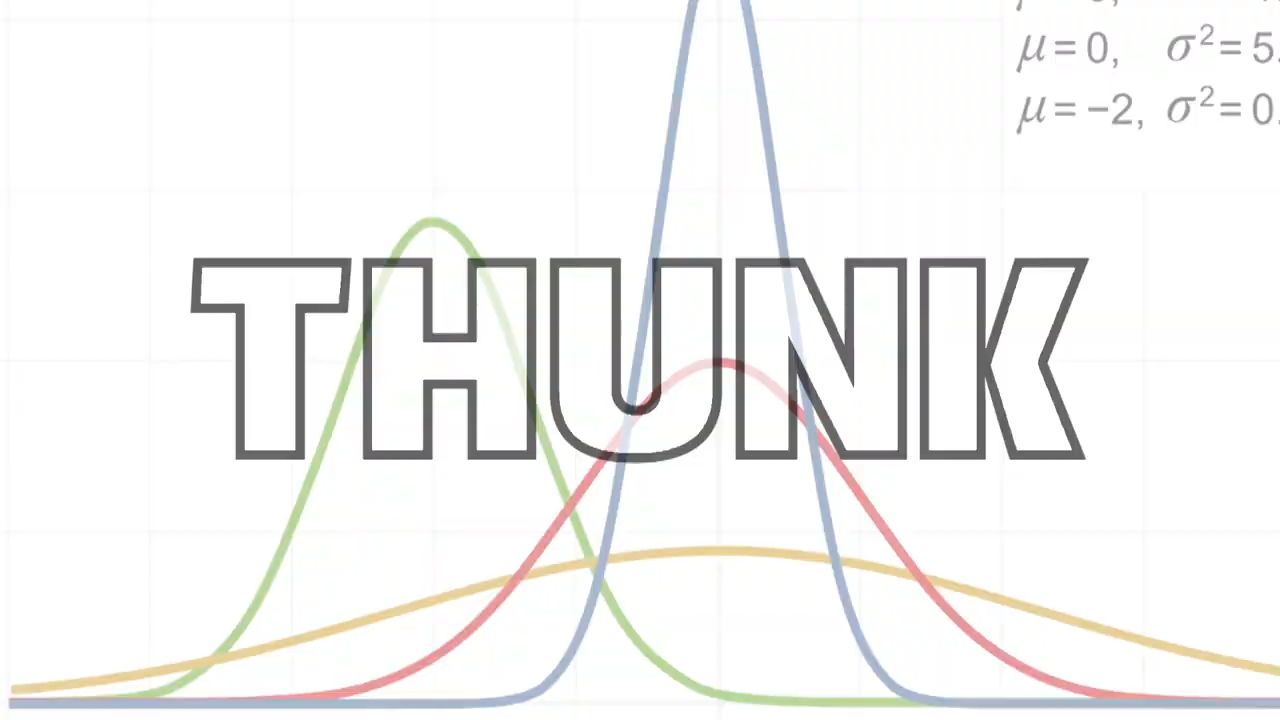 μ = 0, σ² = 5.
μ = −2, σ² = 0.
THUNK